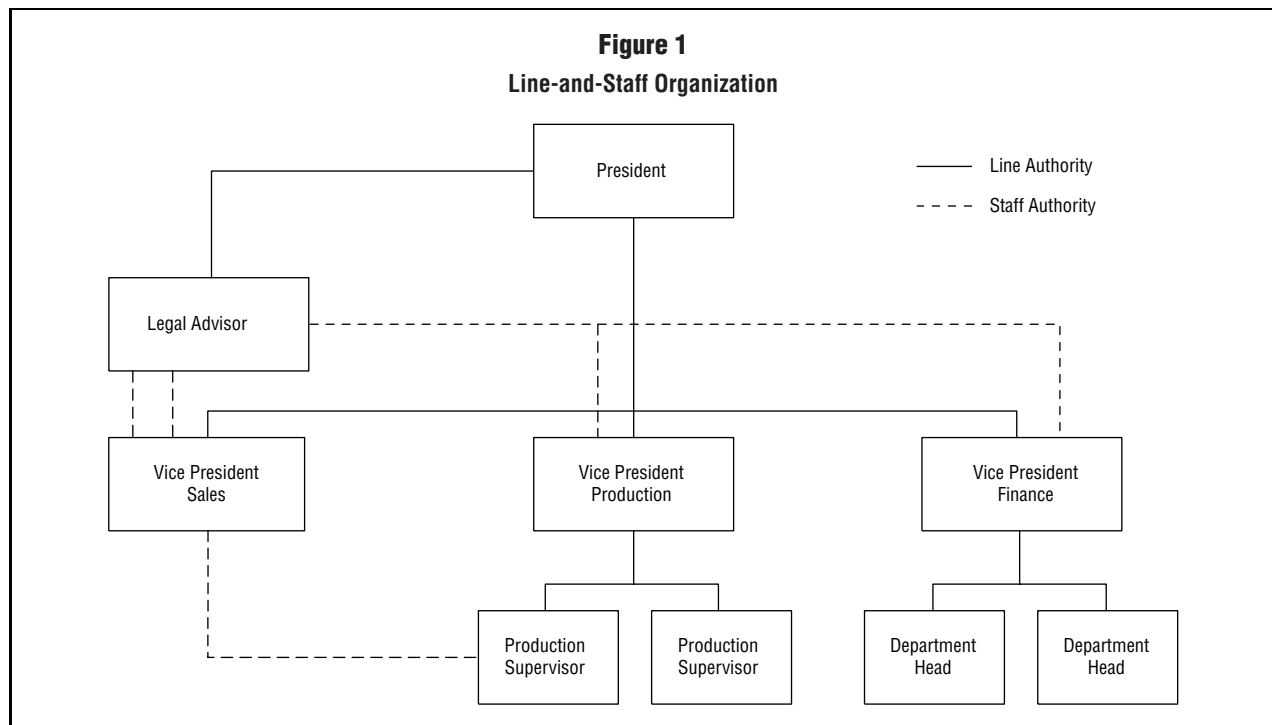 Figure 1
Line-and-Staff Organization
President
Line Authority
Staff Authority
Legal Advisor
Vice President
Sales
Vice President
Production
Vice President
Finance
Production
Supervisor
Production
Supervisor
Department
Head
Department
Head